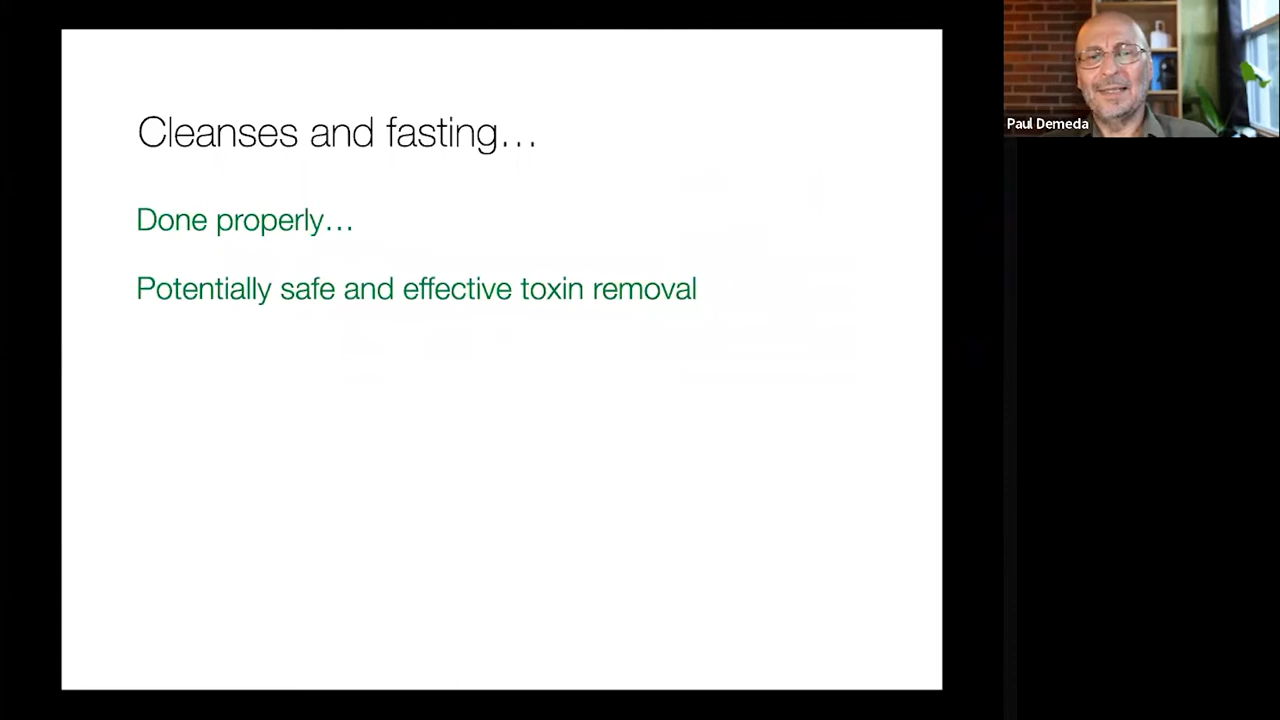 Cleanses and fasting…
Done properly…
Potentially safe and effective toxin removal
Paul Demeda